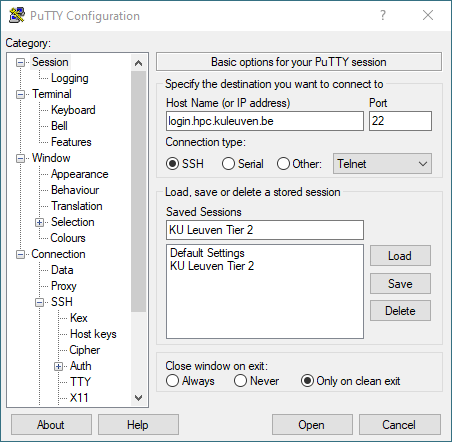 PuTTY Configuration
?
Category:
Session
Logging
Terminal
Keyboard
Bell
Features
Window
Appearance
Behaviour
Translation
Selection
Colours
Connection
Data
Proxy
SSH
Kex
Host keys
Cipher
Auth
TTY
X11
Basic options for your PuTTY session
Specify the destination you want to connect to
Host Name (or IP address) Port
login.hpc.kuleuven.be 22
Connection type:
SSH Serial Other: Telnet
Load, save or delete a stored session
Saved Sessions
KU Leuven Tier 2
Default Settings
KU Leuven Tier 2
Load
Save
Delete
Close window on exit:
Always Never Only on clean exit
About Help Open Cancel